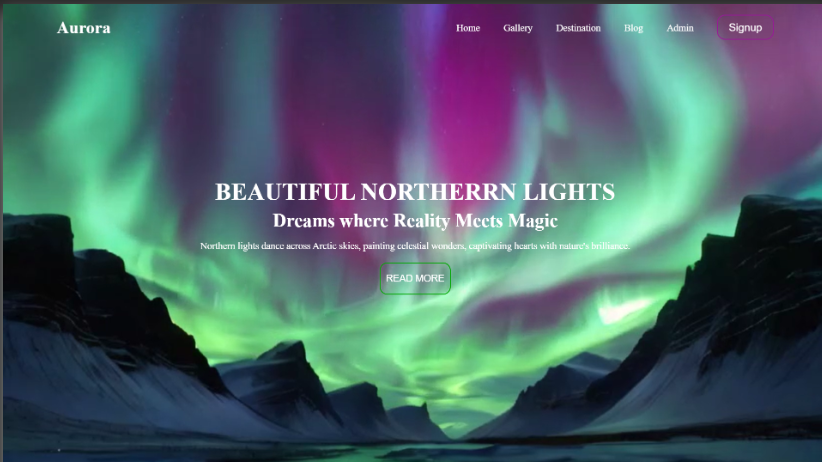 Aurora
Home Gallery Destination Blog Admin Signup
BEAUTIFUL NORTHERRN LIGHTS
Dreams where Reality Meets Magic
Northern lights dance across Arctic skies, painting celestial wonders, captivating hearts with nature's brilliance.
READ MORE